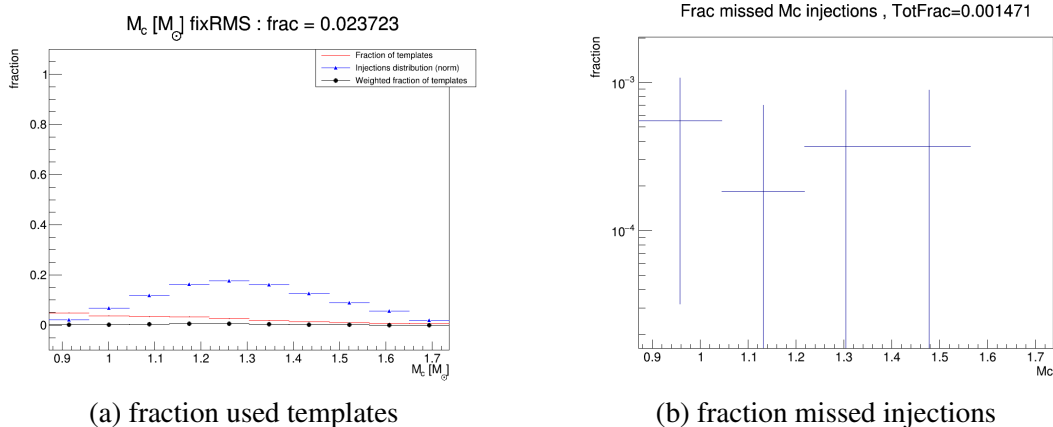 M_c [M_⊙] fixRMS : frac = 0.023723
fraction
Fraction of templates
Injections distribution (norm)
Weighted fraction of templates
1
0.8
0.6
0.4
0.2
0
0.9 1 1.1 1.2 1.3 1.4 1.5 1.6 1.7
M_c [M_⊙]
(a) fraction used templates
Frac missed Mc injections , TotFrac=0.001471
fraction
10^−3
10^−4
0.9 1 1.1 1.2 1.3 1.4 1.5 1.6 1.7
Mc
(b) fraction missed injections